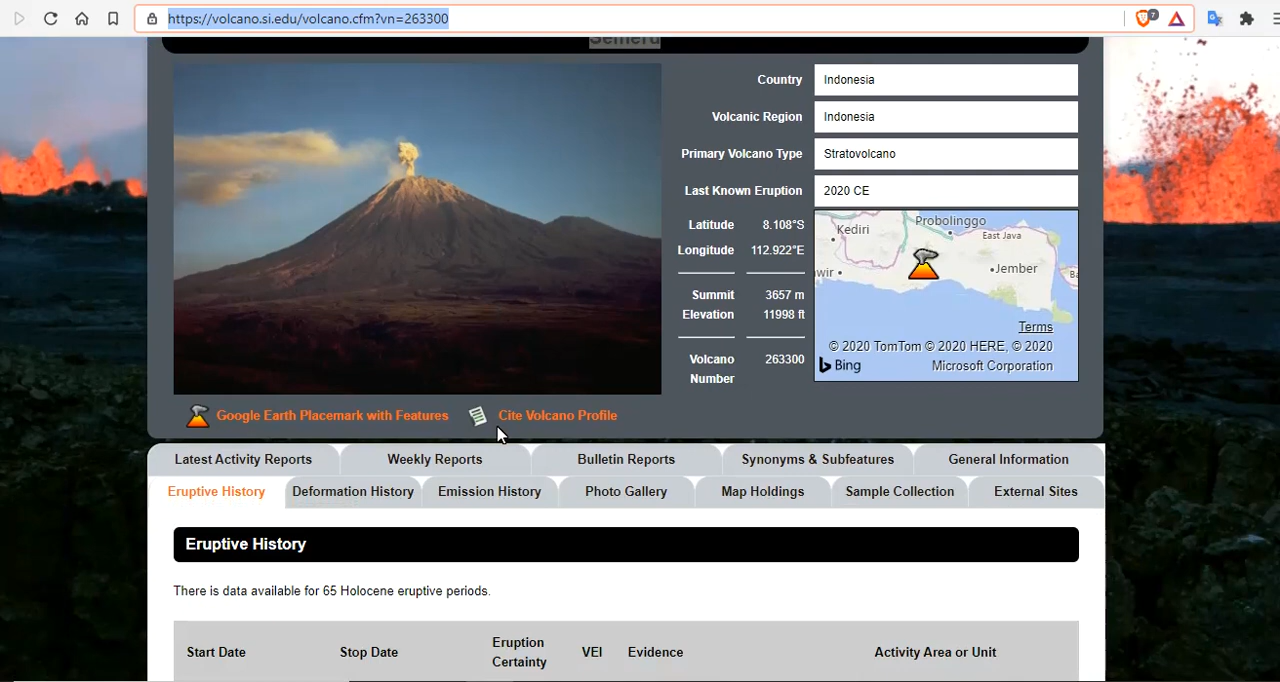 https://volcano.si.edu/volcano.cfm?vn=263300
7
Semeru
Country
Indonesia
Volcanic Region
Indonesia
Primary Volcano Type
Stratovolcano
Last Known Eruption
2020 CE
Latitude
8.108°S
Longitude
112.922°E
Summit Elevation
3657 m
11998 ft
Volcano Number
263300
Kediri
Probolinggo
East Java
wir
Jember
Ba
Terms
© 2020 TomTom © 2020 HERE, © 2020
Microsoft Corporation
Bing
Google Earth Placemark with Features
Cite Volcano Profile
Latest Activity Reports
Weekly Reports
Bulletin Reports
Synonyms & Subfeatures
General Information
Eruptive History
Deformation History
Emission History
Photo Gallery
Map Holdings
Sample Collection
External Sites
Eruptive History
There is data available for 65 Holocene eruptive periods.
Start Date
Stop Date
Eruption
Certainty
VEI
Evidence
Activity Area or Unit